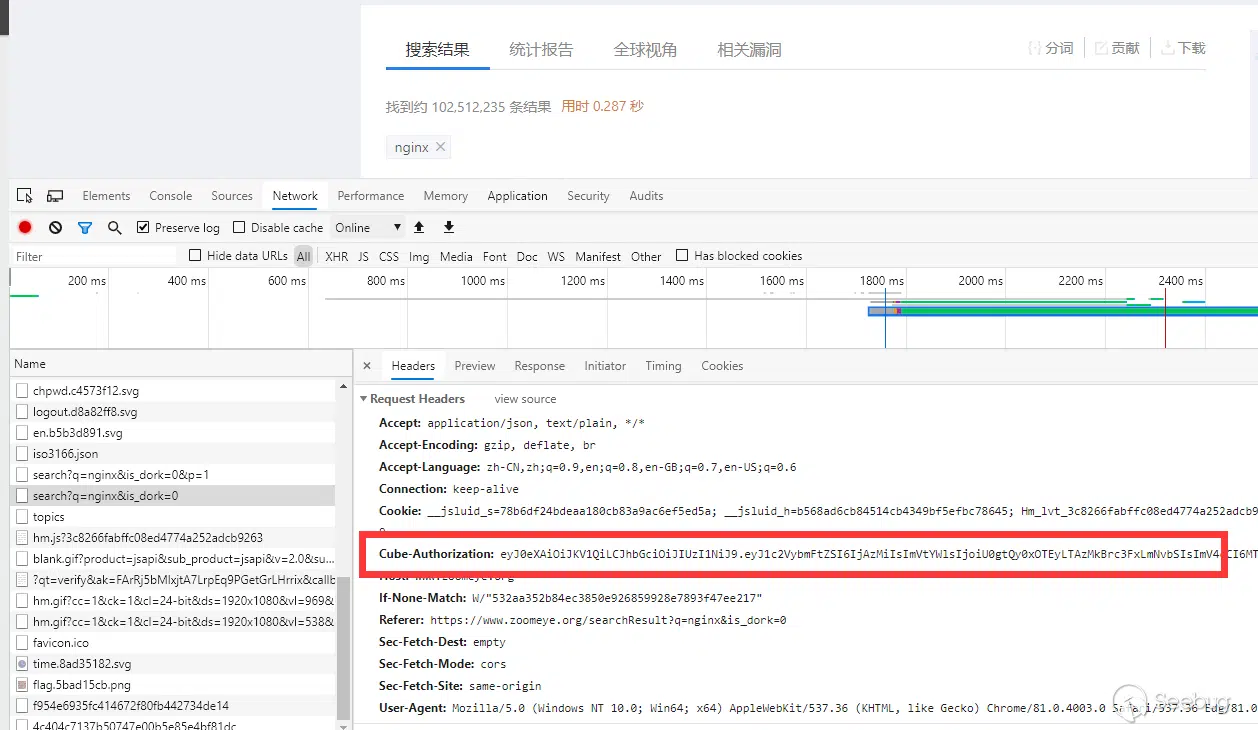 搜索结果 统计报告 全球视角 相关漏洞 分词 贡献 下载
找到约 102,512,235 条结果 用时 0.287 秒
nginx
Elements Console Sources Network Performance Memory Application Security Audits
Preserve log Disable cache Online
Filter Hide data URLs All XHR JS CSS Img Media Font Doc WS Manifest Other Has blocked cookies
200 ms 400 ms 600 ms 800 ms 1000 ms 1200 ms 1400 ms 1600 ms 1800 ms 2000 ms 2200 ms 2400 ms
Name
chpwd.c4573f12.svg
logout.d8a82ff8.svg
en.b5b3d891.svg
iso3166.json
search?q=nginx&is_dork=0&p=1
search?q=nginx&is_dork=0
topics
hm.js?3c8266fabffc08ed4774a252adcb9263
blank.gif?product=jsapi&sub_product=jsapi&v=2.0&su...
?qt=verify&ak=FArRj5bMlxjtA7LrpEq9PGetGrLHrrix&callb
hm.gif?cc=1&ck=1&cl=24-bit&ds=1920x1080&vl=969&
hm.gif?cc=1&ck=1&cl=24-bit&ds=1920x1080&vl=538&
favicon.ico
time.8ad35182.svg
flag.5bad15cb.png
f954e6935fc414672f80fb442734de14
4c404c7137b50747e00b5e85e4bf81dc
Headers Preview Response Initiator Timing Cookies
Request Headers view source
Accept: application/json, text/plain, */*
Accept-Encoding: gzip, deflate, br
Accept-Language: zh-CN,zh;q=0.9,en;q=0.8,en-GB;q=0.7,en-US;q=0.6
Connection: keep-alive
Cookie: __jsluid_s=78b6df24bdeaa180cb83a9ac6ef5ed5a; __jsluid_h=b568ad6cb84514cb4349bf5efbc78645; Hm_lvt_3c8266fabffc08ed4774a252adcb9
Cube-Authorization: eyJ0eXAiOiJKV1QiLCJhbGciOiJIUzI1NiJ9.eyJ1c2VybmFtZSI6IjAzMiIsImVtYWlsIjoiU0gtQy0xOTEyLTAzMkBrc3FxLmNvbSIsImV4cCI6MT
If-None-Match: W/"532aa352b84ec3850e926859928e7893f47ee217"
Referer: https://www.zoomeye.org/searchResult?q=nginx&is_dork=0
Sec-Fetch-Dest: empty
Sec-Fetch-Mode: cors
Sec-Fetch-Site: same-origin
User-Agent: Mozilla/5.0 (Windows NT 10.0; Win64; x64) AppleWebKit/537.36 (KHTML, like Gecko) Chrome/81.0.4003.0 Safari/537.36 Edg/81.0
Seebug